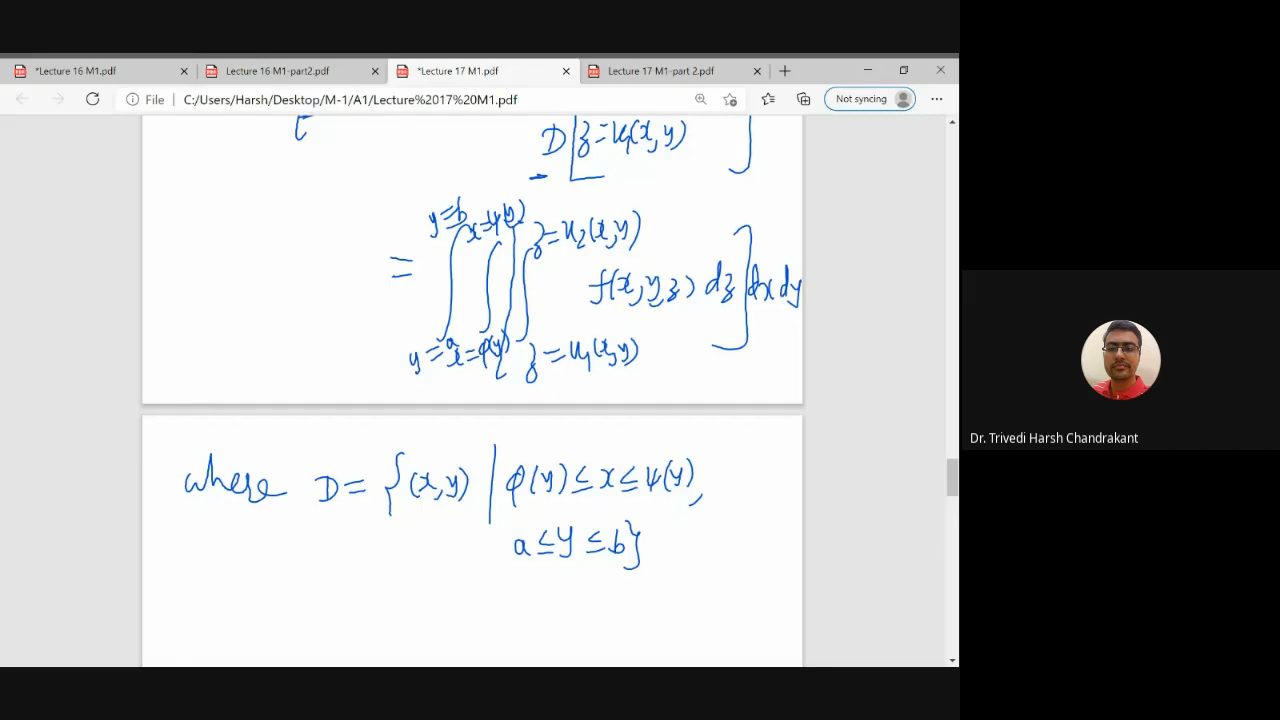 *Lecture 16 M1.pdf
Lecture 16 M1-part2.pdf
*Lecture 17 M1.pdf
Lecture 17 M1-part 2.pdf
File
C:/Users/Harsh/Desktop/M-1/A1/Lecture%2017%20M1.pdf
Not syncing
D [ z = u₁(x,y) ]
y=b x=ψ(y) z=u₂(x,y)
= ∫ ∫ [ ∫ f(x,y,z) dz ] dx dy
y=a x=φ(y) z=u₁(x,y)
where D = {(x,y) | φ(y) ≤ x ≤ ψ(y),
a ≤ y ≤ b}
Dr. Trivedi Harsh Chandrakant